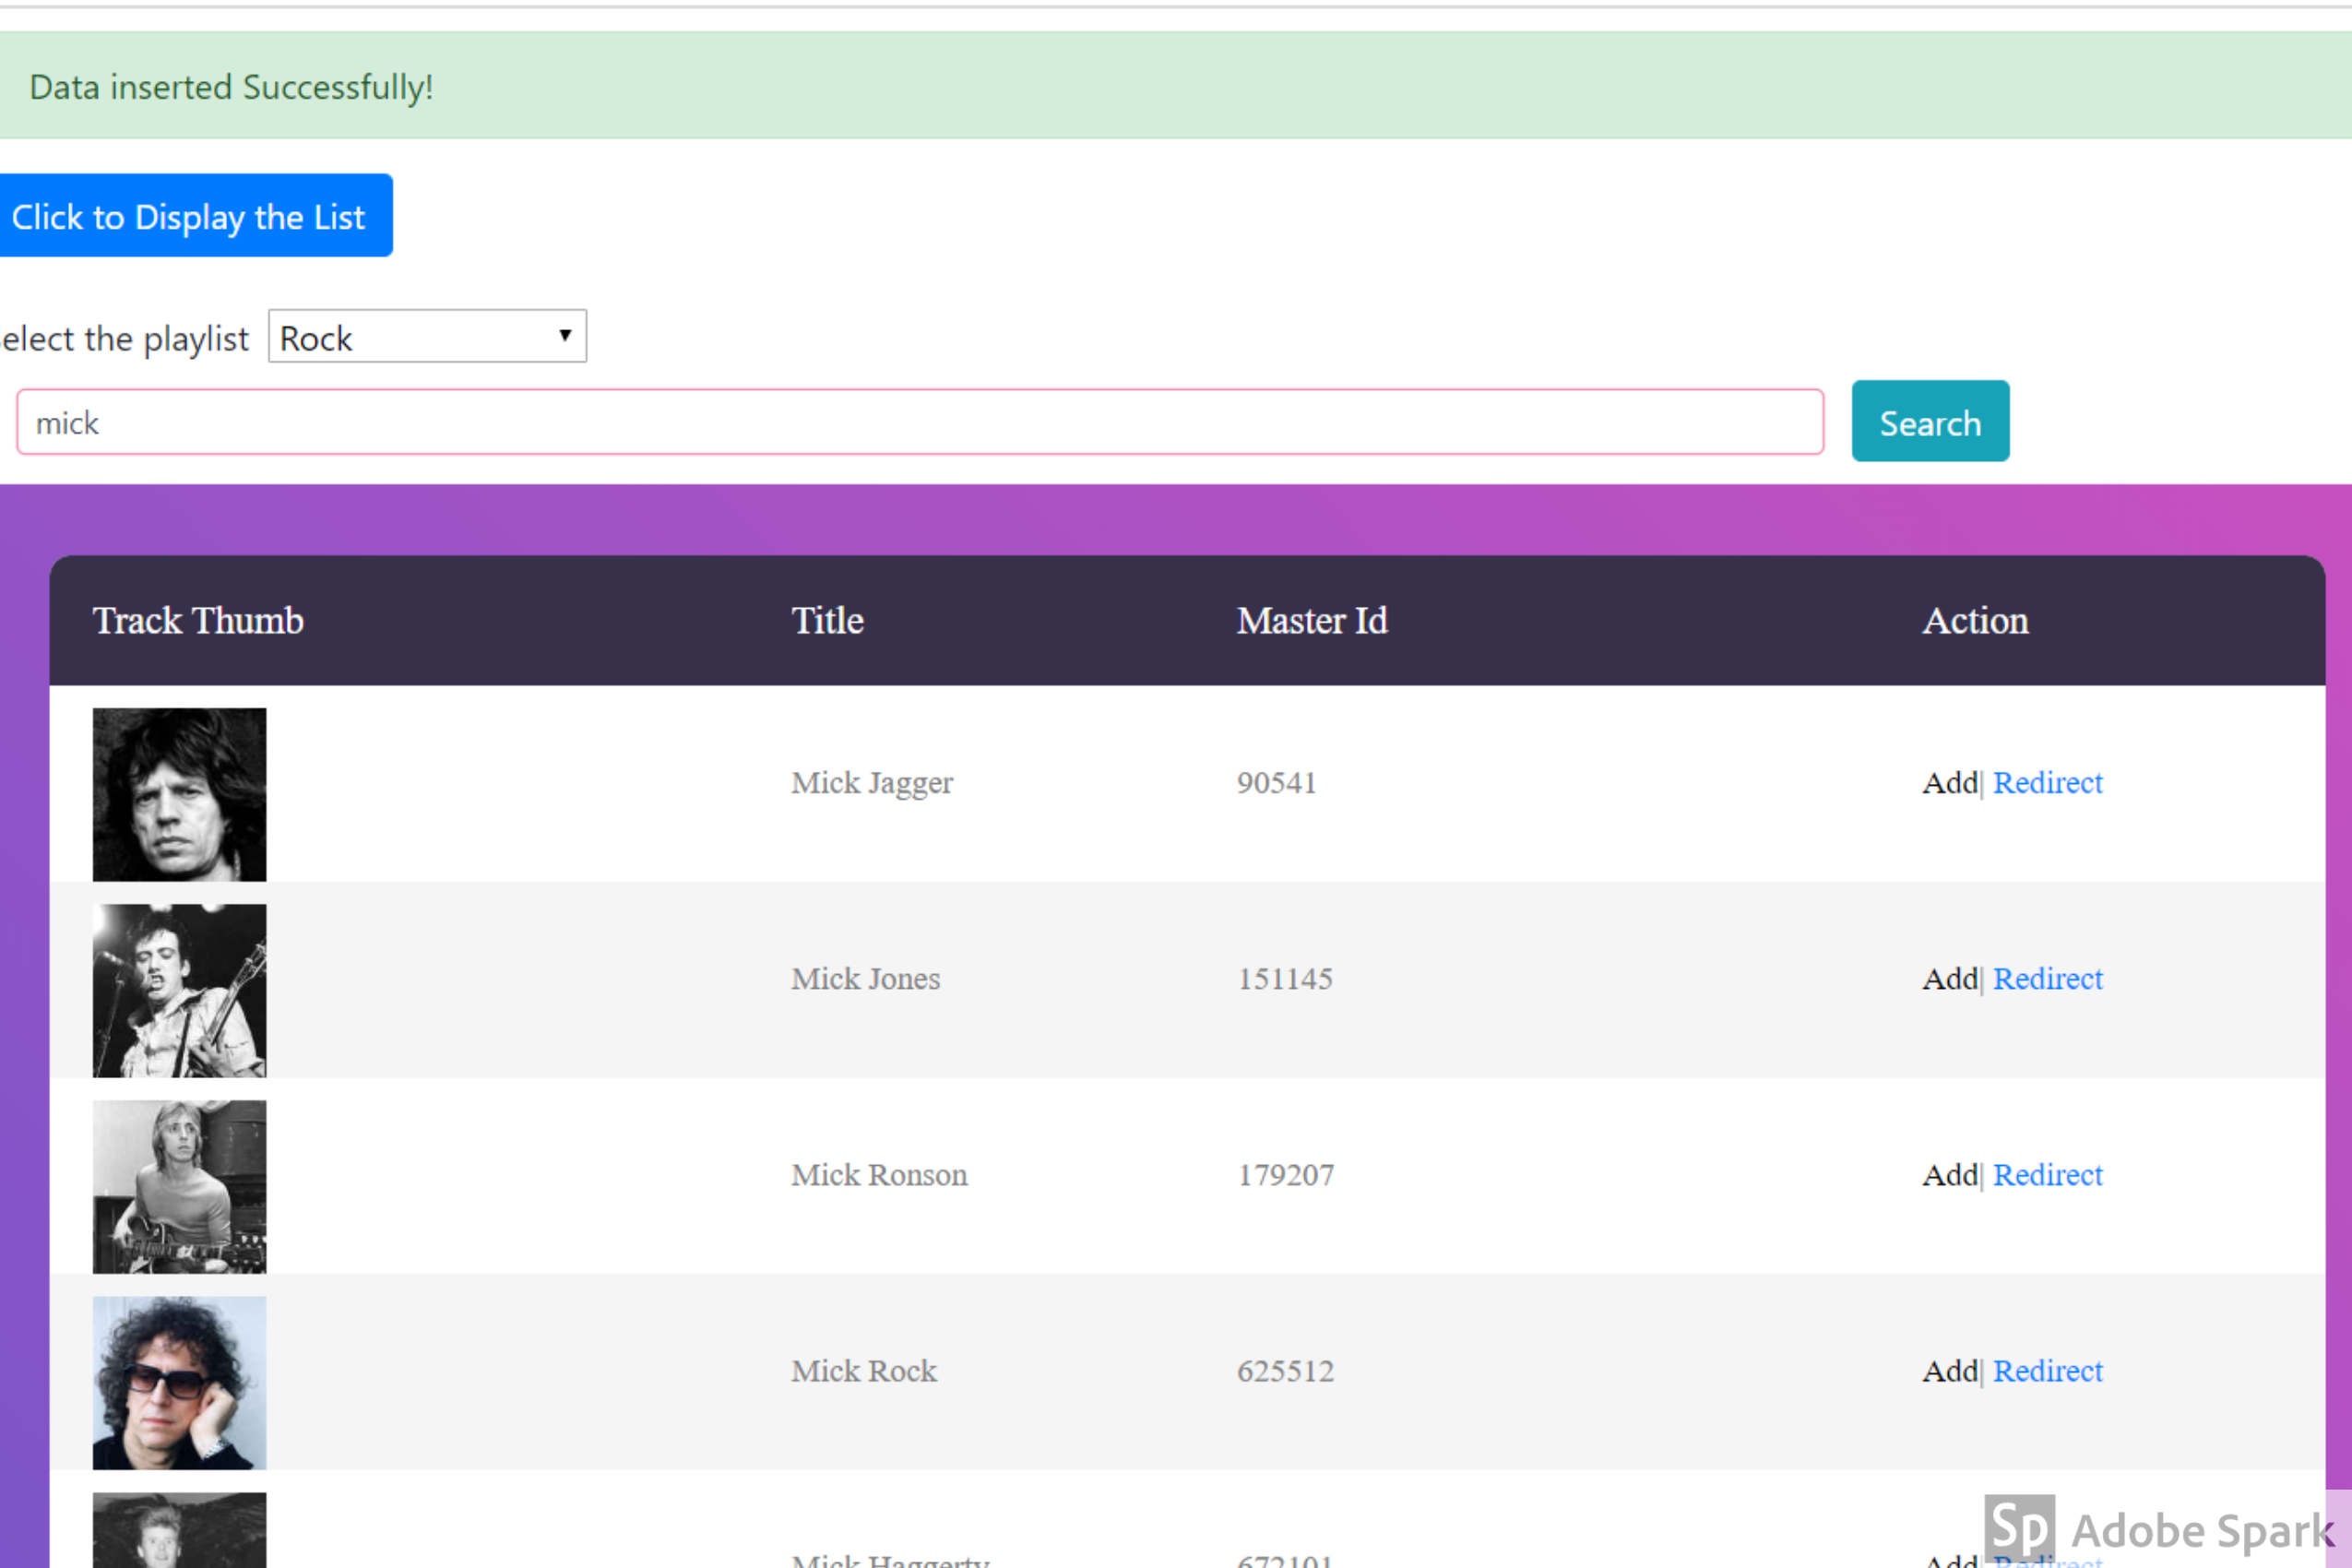 Data inserted Successfully!
Click to Display the List
elect the playlist Rock
mick Search
Track Thumb Title Master Id Action
Mick Jagger 90541 Add| Redirect
Mick Jones 151145 Add| Redirect
Mick Ronson 179207 Add| Redirect
Mick Rock 625512 Add| Redirect
Mick Haggerty 672101 Add| Redirect
Sp Adobe Spark